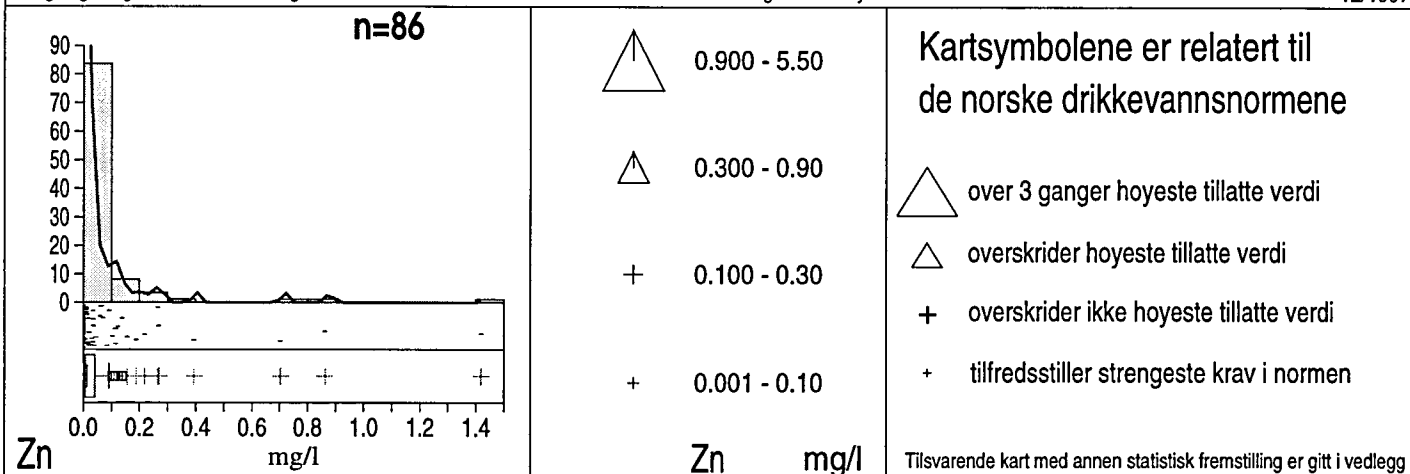 n=86
90
80
70
60
50
40
30
20
10
0
0.0 0.2 0.4 0.6 0.8 1.0 1.2 1.4
Zn mg/l
0.900 - 5.50
0.300 - 0.90
0.100 - 0.30
0.001 - 0.10
Zn mg/l
Kartsymbolene er relatert til
de norske drikkevannsnormene
over 3 ganger hoyeste tillatte verdi
overskrider hoyeste tillatte verdi
overskrider ikke hoyeste tillatte verdi
tilfredsstiller strengeste krav i normen
Tilsvarende kart med annen statistisk fremstilling er gitt i vedlegg